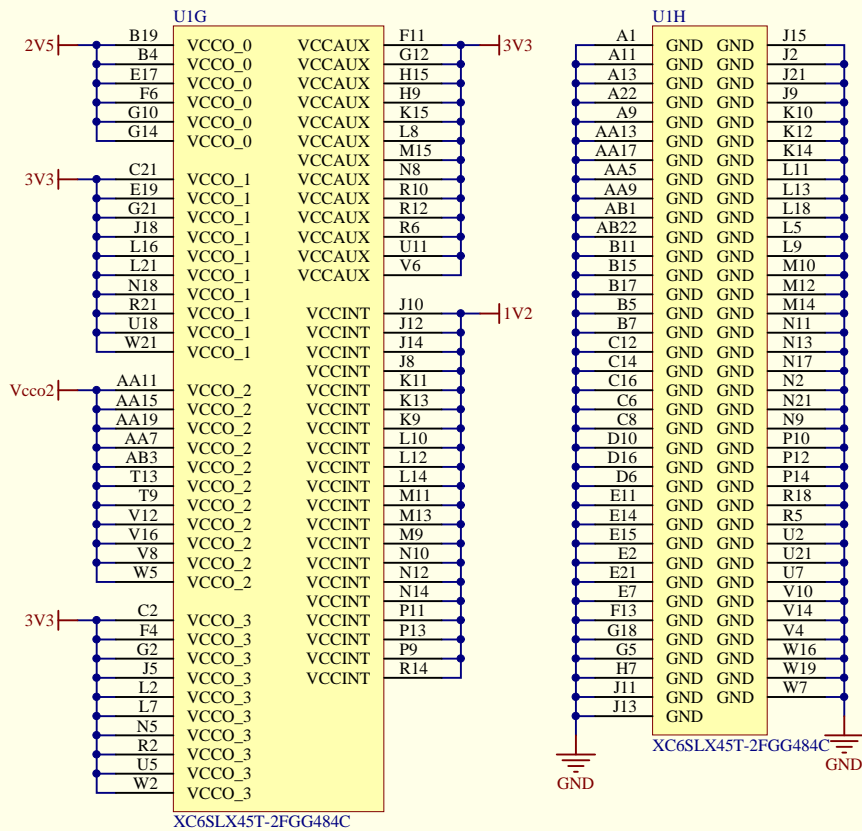 U1G
2V5
B19 VCCO_0
B4 VCCO_0
E17 VCCO_0
F6 VCCO_0
G10 VCCO_0
G14 VCCO_0
3V3
C21 VCCO_1
E19 VCCO_1
G21 VCCO_1
J18 VCCO_1
L16 VCCO_1
L21 VCCO_1
N18 VCCO_1
R21 VCCO_1
U18 VCCO_1
W21 VCCO_1
Vcco2
AA11 VCCO_2
AA15 VCCO_2
AA19 VCCO_2
AA7 VCCO_2
AB3 VCCO_2
T13 VCCO_2
T9 VCCO_2
V12 VCCO_2
V16 VCCO_2
V8 VCCO_2
W5 VCCO_2
3V3
C2 VCCO_3
F4 VCCO_3
G2 VCCO_3
J5 VCCO_3
L2 VCCO_3
L7 VCCO_3
N5 VCCO_3
R2 VCCO_3
U5 VCCO_3
W2 VCCO_3
VCCAUX F11
3V3
VCCAUX G12
VCCAUX H15
VCCAUX H9
VCCAUX K15
VCCAUX L8
VCCAUX M15
VCCAUX N8
VCCAUX R10
VCCAUX R12
VCCAUX R6
VCCAUX U11
VCCAUX V6
VCCINT J10
1V2
VCCINT J12
VCCINT J14
VCCINT J8
VCCINT K11
VCCINT K13
VCCINT K9
VCCINT L10
VCCINT L12
VCCINT L14
VCCINT M11
VCCINT M13
VCCINT M9
VCCINT N10
VCCINT N12
VCCINT N14
VCCINT P11
VCCINT P13
VCCINT P9
VCCINT R14
XC6SLX45T-2FGG484C
U1H
A1 GND GND J15
A11 GND GND J2
A13 GND GND J21
A22 GND GND J9
A9 GND GND K10
AA13 GND GND K12
AA17 GND GND K14
AA5 GND GND L11
AA9 GND GND L13
AB1 GND GND L18
AB22 GND GND L5
B11 GND GND L9
B15 GND GND M10
B17 GND GND M12
B5 GND GND M14
B7 GND GND N11
C12 GND GND N13
C14 GND GND N17
C16 GND GND N2
C6 GND GND N21
C8 GND GND N9
D10 GND GND P10
D16 GND GND P12
D6 GND GND P14
E11 GND GND R18
E14 GND GND R5
E15 GND GND U2
E2 GND GND U21
E21 GND GND U7
E7 GND GND V10
F13 GND GND V14
G18 GND GND V4
G5 GND GND W16
H7 GND GND W19
J11 GND GND W7
J13 GND
XC6SLX45T-2FGG484C
GND
GND